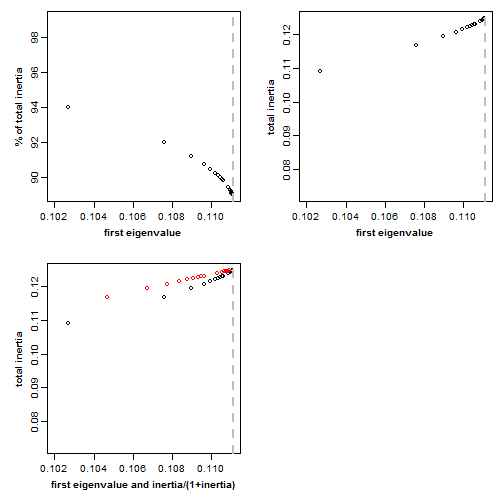 % of total inertia
98
96
94
92
90
0.102 0.104 0.106 0.108 0.110
first eigenvalue
total inertia
0.12
0.11
0.10
0.09
0.08
0.102 0.104 0.106 0.108 0.110
first eigenvalue
total inertia
0.12
0.11
0.10
0.09
0.08
0.102 0.104 0.106 0.108 0.110
first eigenvalue and inertia/(1+inertia)